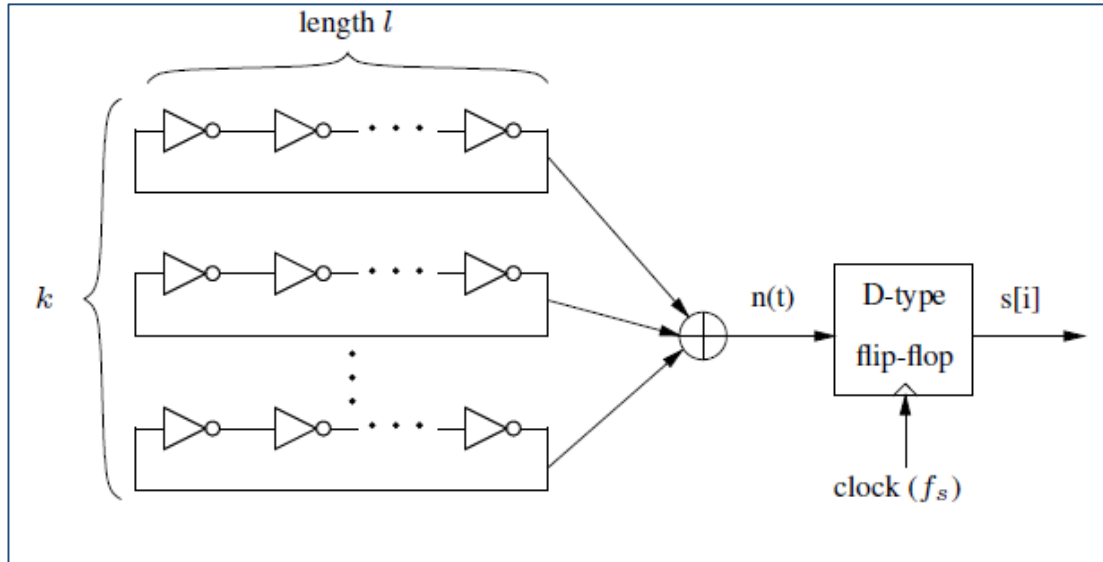 length l
k
n(t)
D-type
flip-flop
s[i]
clock (fₛ)